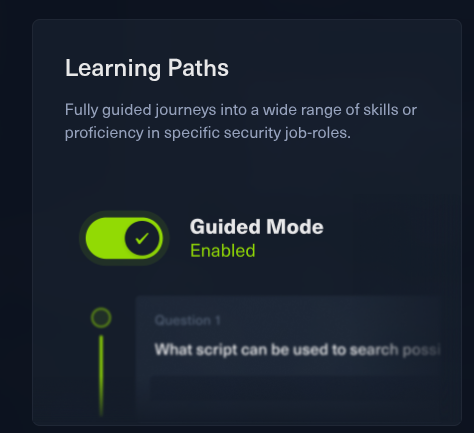 Learning Paths
Fully guided journeys into a wide range of skills or
proficiency in specific security job-roles.
Guided Mode
Enabled
Question 1
What script can be used to search possi